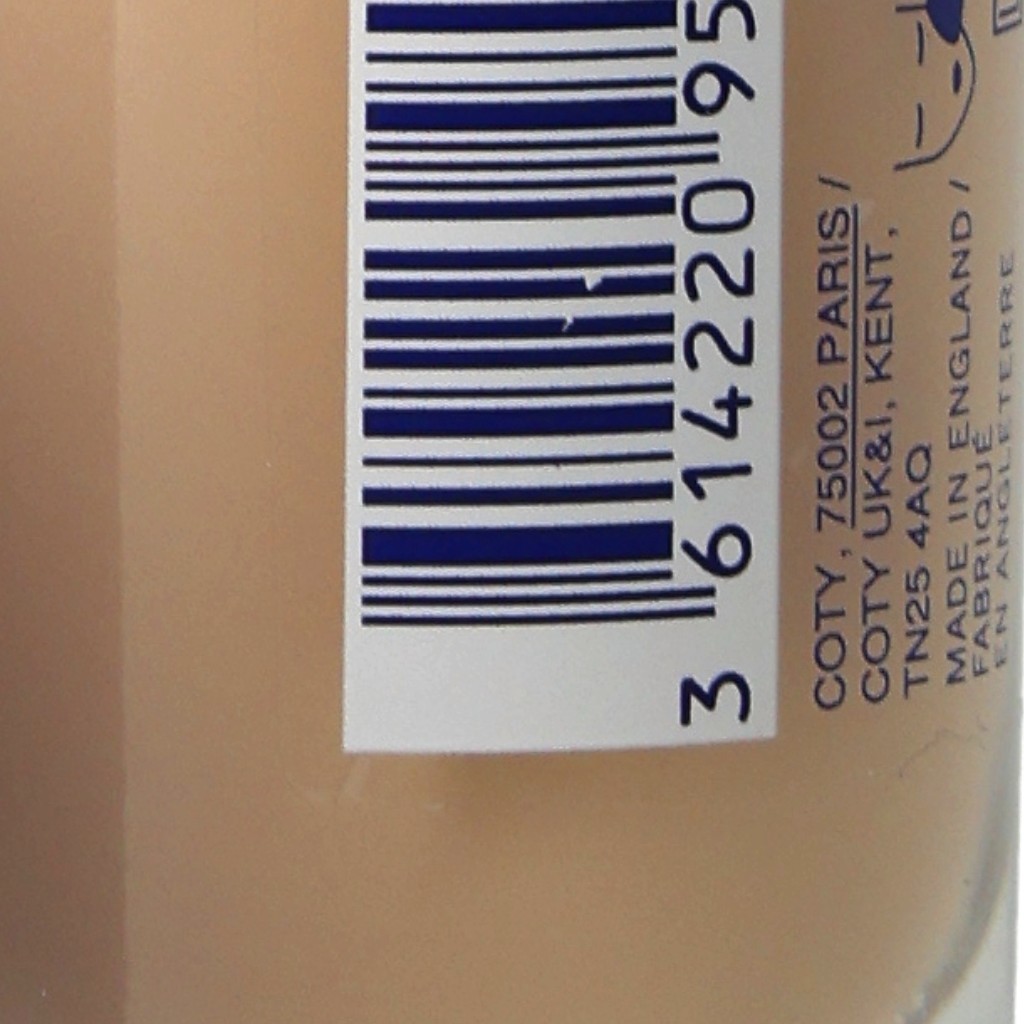 3 614220 95
COTY, 75002 PARIS /
COTY UK&I, KENT,
TN25 4AQ
MADE IN ENGLAND /
FABRIQUÉ
EN ANGLETERRE